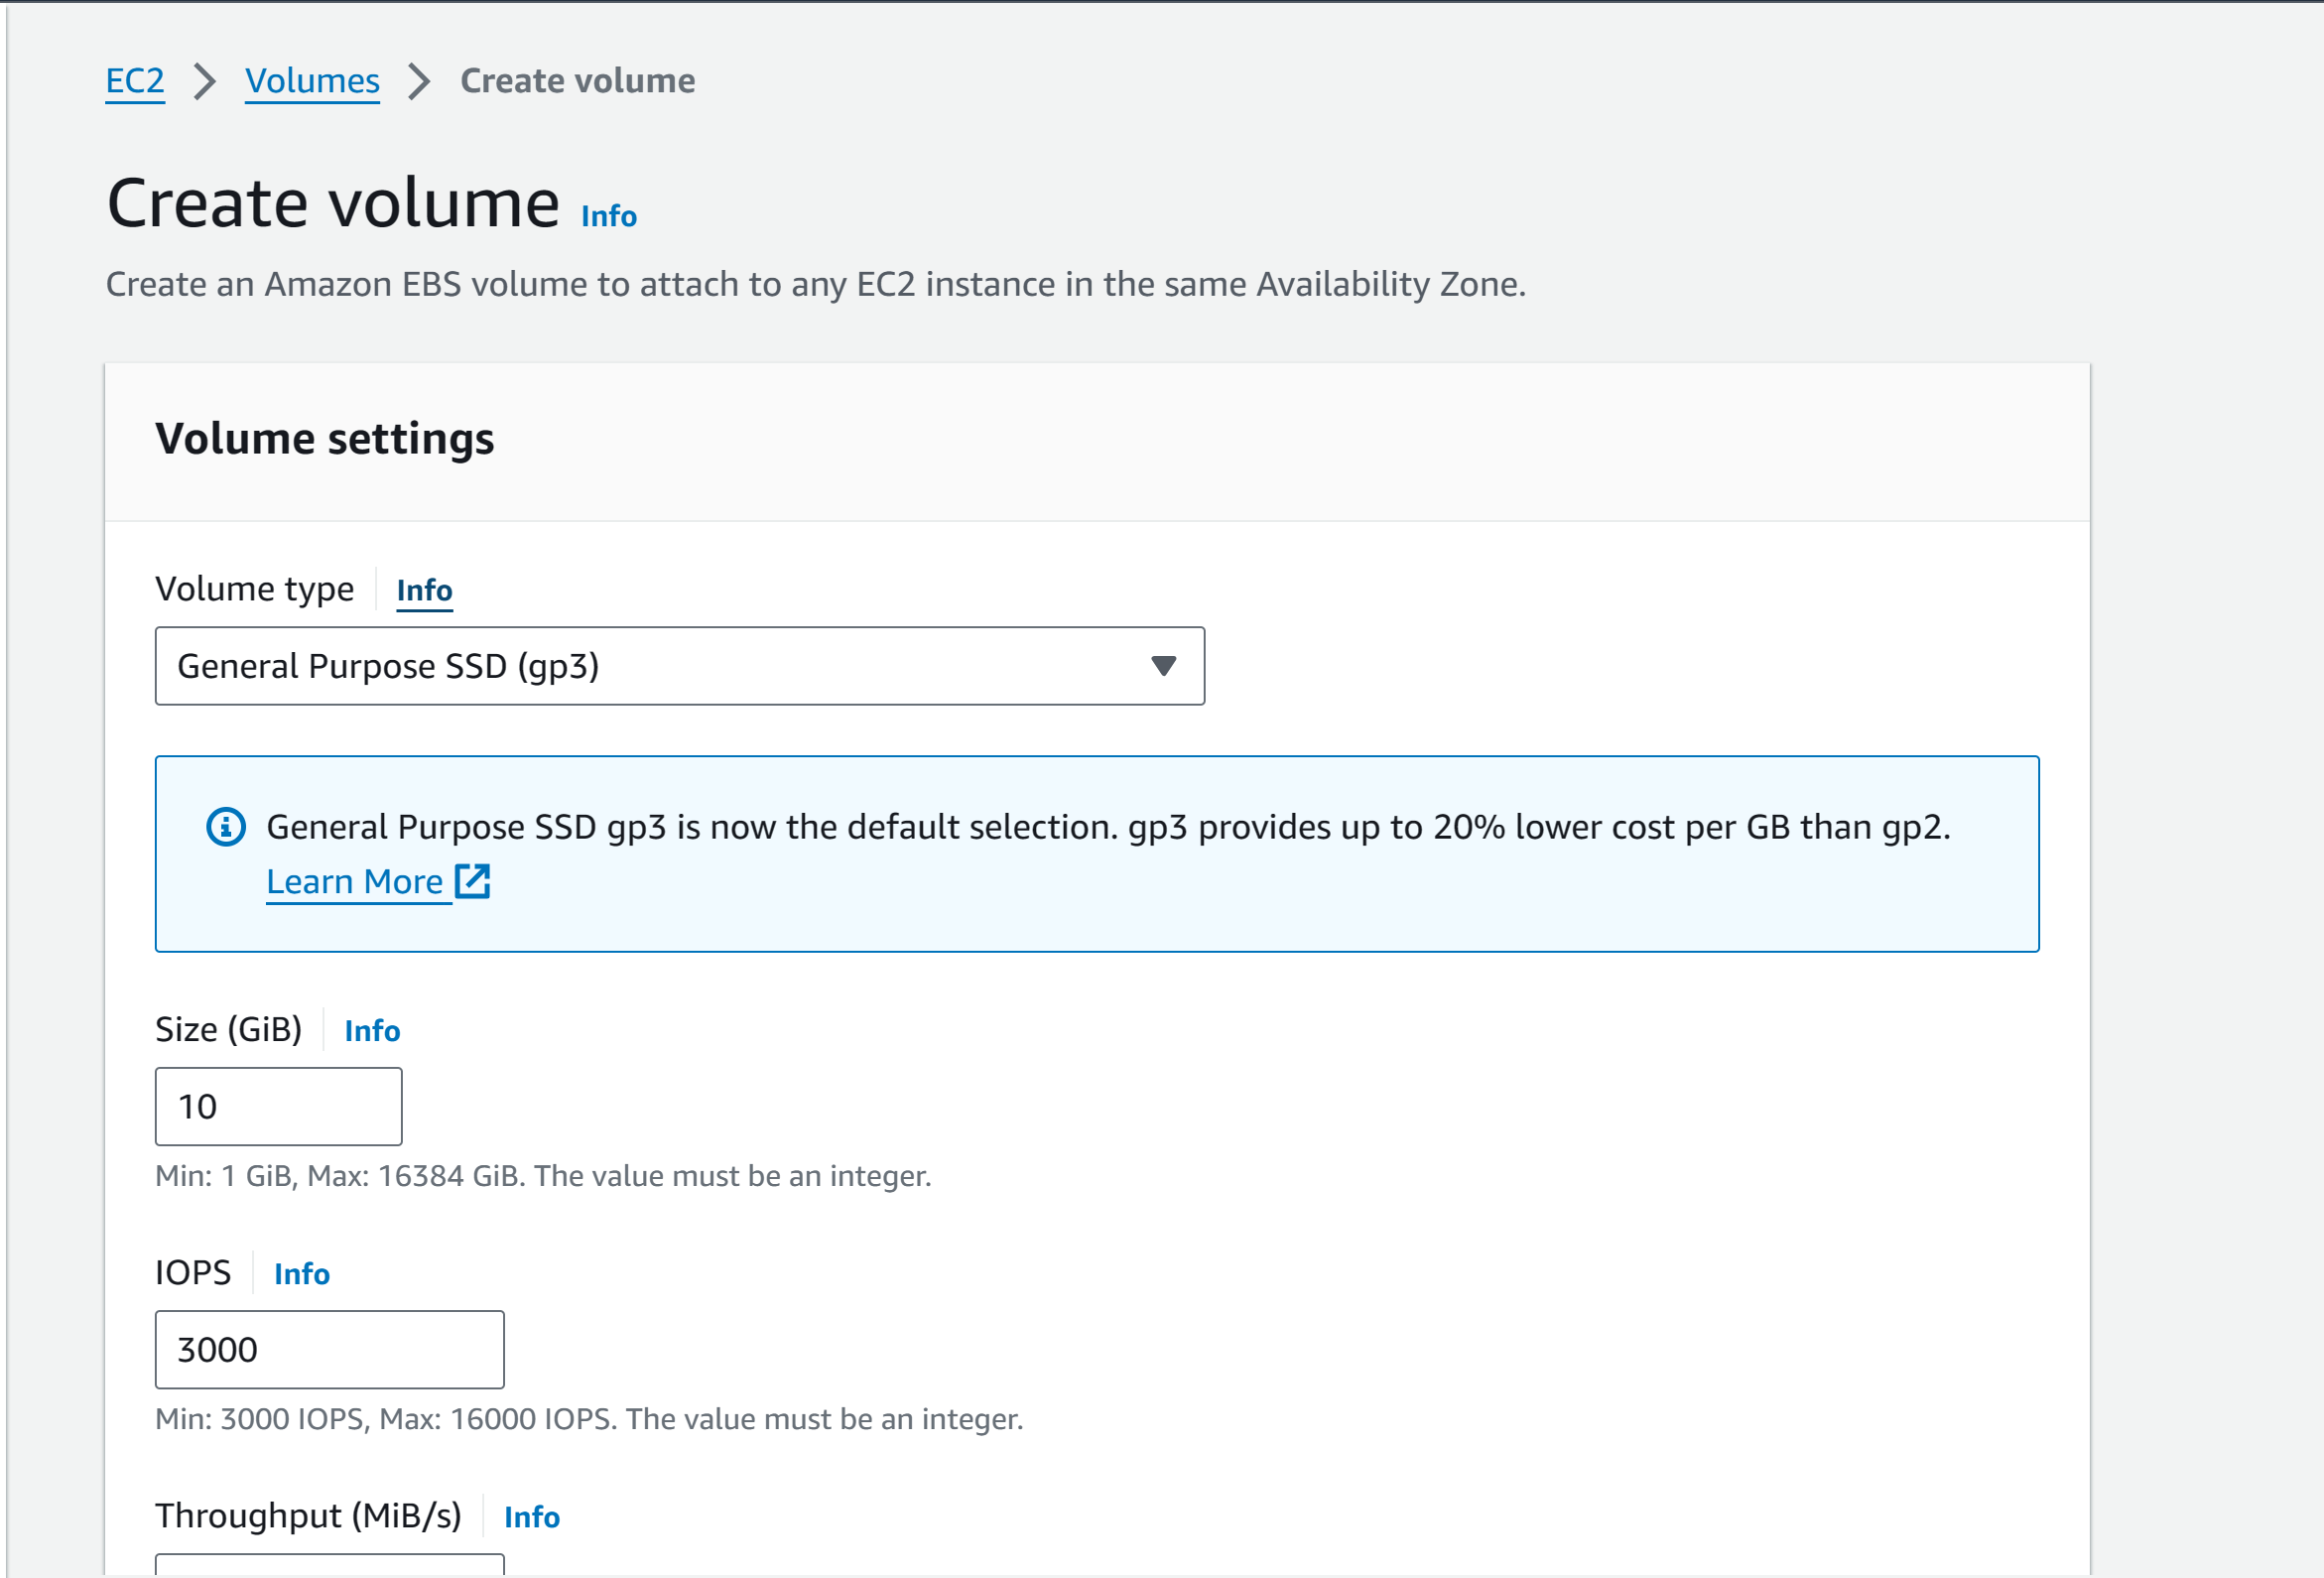 EC2 > Volumes > Create volume
Create volume Info
Create an Amazon EBS volume to attach to any EC2 instance in the same Availability Zone.
Volume settings
Volume type Info
General Purpose SSD (gp3)
General Purpose SSD gp3 is now the default selection. gp3 provides up to 20% lower cost per GB than gp2.
Learn More
Size (GiB) Info
10
Min: 1 GiB, Max: 16384 GiB. The value must be an integer.
IOPS Info
3000
Min: 3000 IOPS, Max: 16000 IOPS. The value must be an integer.
Throughput (MiB/s) Info